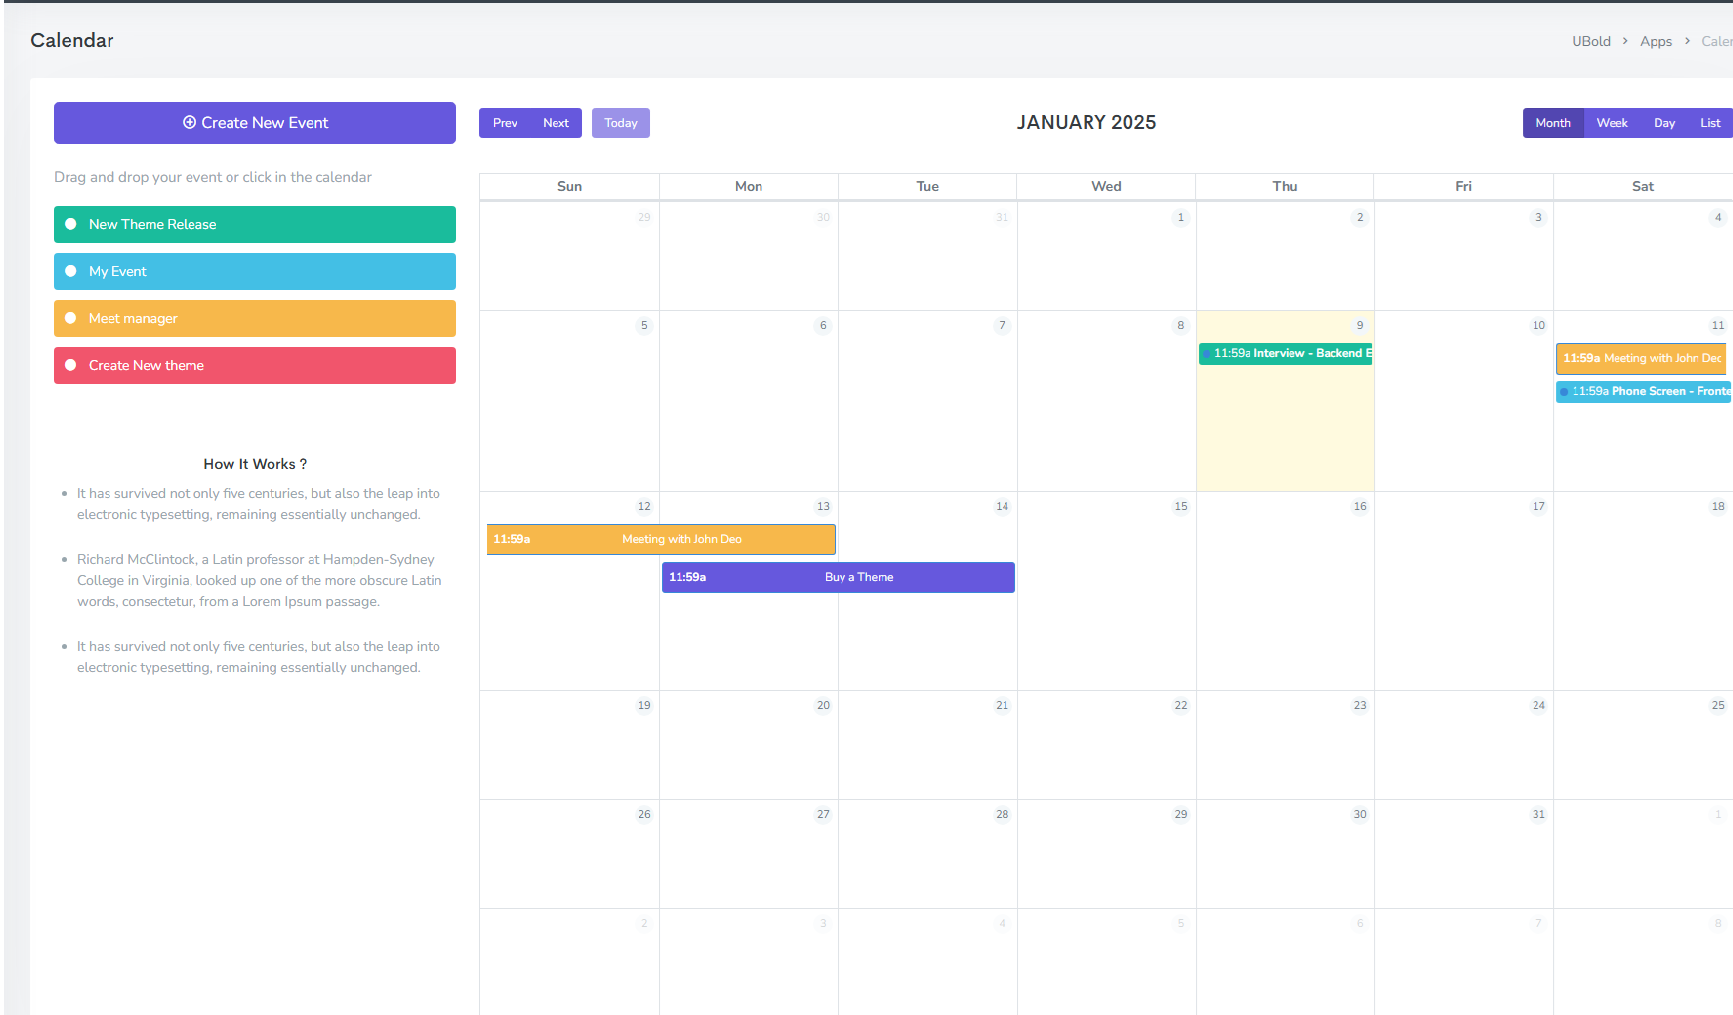 Calendar
UBold > Apps > Caler
Create New Event
Drag and drop your event or click in the calendar
New Theme Release
My Event
Meet manager
Create New theme
How It Works ?
It has survived not only five centuries, but also the leap into
electronic typesetting, remaining essentially unchanged.
Richard McClintock, a Latin professor at Hampden-Sydney
College in Virginia, looked up one of the more obscure Latin
words, consectetur, from a Lorem Ipsum passage.
It has survived not only five centuries, but also the leap into
electronic typesetting, remaining essentially unchanged.
Prev Next Today
JANUARY 2025
Month Week Day List
Sun Mon Tue Wed Thu Fri Sat
29 30 31 1 2 3 4
5 6 7 8 9 10 11
11:59a Interview - Backend E
11:59a Meeting with John Deo
11:59a Phone Screen - Fronte
12 13 14 15 16 17 18
11:59a Meeting with John Deo
11:59a Buy a Theme
19 20 21 22 23 24 25
26 27 28 29 30 31 1
2 3 4 5 6 7 8